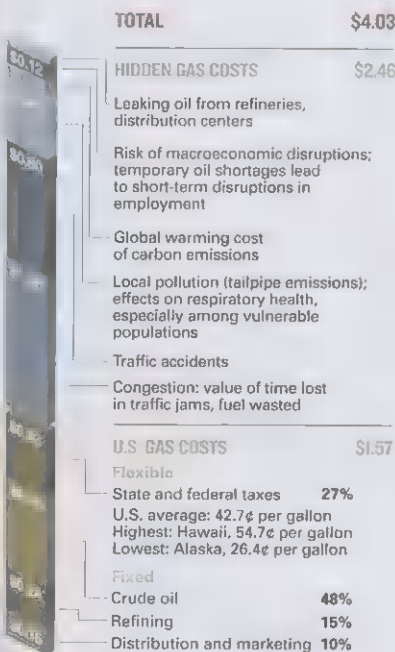 TOTAL $4.03
HIDDEN GAS COSTS $2.46
$0.12
Leaking oil from refineries,
distribution centers
Risk of macroeconomic disruptions;
temporary oil shortages lead
to short-term disruptions in
employment
Global warming cost
of carbon emissions
Local pollution (tailpipe emissions);
effects on respiratory health,
especially among vulnerable
populations
Traffic accidents
Congestion: value of time lost
in traffic jams, fuel wasted
U.S GAS COSTS $1.57
Flexible
State and federal taxes 27%
U.S. average: 42.7¢ per gallon
Highest: Hawaii, 54.7¢ per gallon
Lowest: Alaska, 26.4¢ per gallon
Fixed
Crude oil 48%
Refining 15%
Distribution and marketing 10%